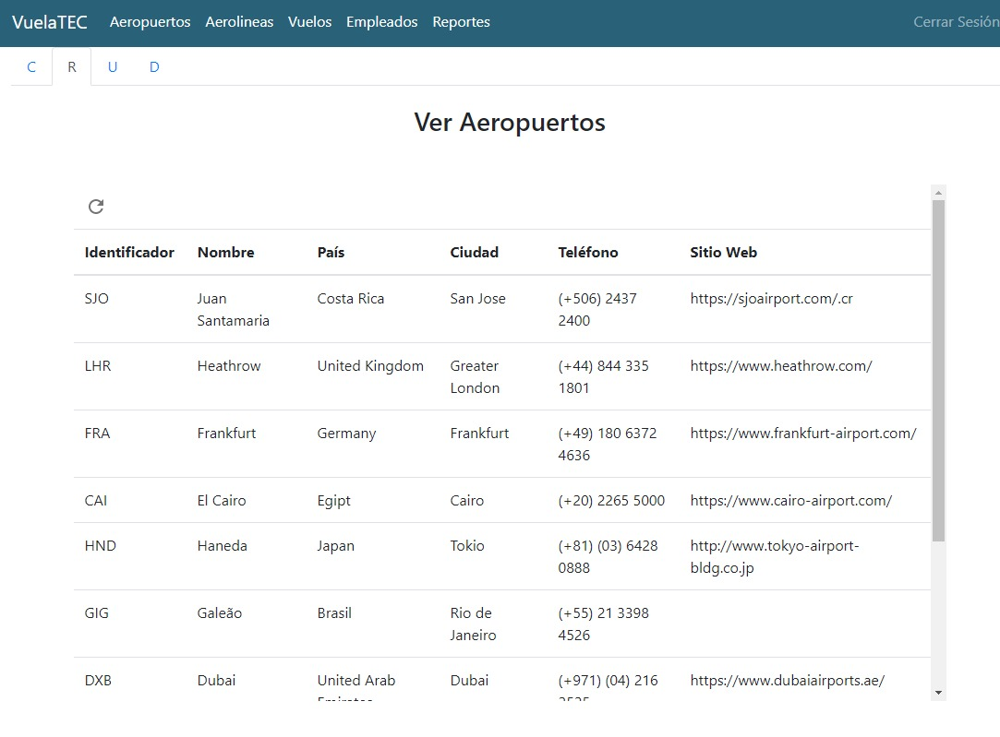 VuelaTEC Aeropuertos Aerolineas Vuelos Empleados Reportes Cerrar Sesión
C R U D
Ver Aeropuertos
Identificador Nombre País Ciudad Teléfono Sitio Web
SJO Juan Santamaria Costa Rica San Jose (+506) 2437 2400 https://sjoairport.com/.cr
LHR Heathrow United Kingdom Greater London (+44) 844 335 1801 https://www.heathrow.com/
FRA Frankfurt Germany Frankfurt (+49) 180 6372 4636 https://www.frankfurt-airport.com/
CAI El Cairo Egipt Cairo (+20) 2265 5000 https://www.cairo-airport.com/
HND Haneda Japan Tokio (+81) (03) 6428 0888 http://www.tokyo-airport-bldg.co.jp
GIG Galeão Brasil Rio de Janeiro (+55) 21 3398 4526
DXB Dubai United Arab Dubai (+971) (04) 216 https://www.dubaiairports.ae/